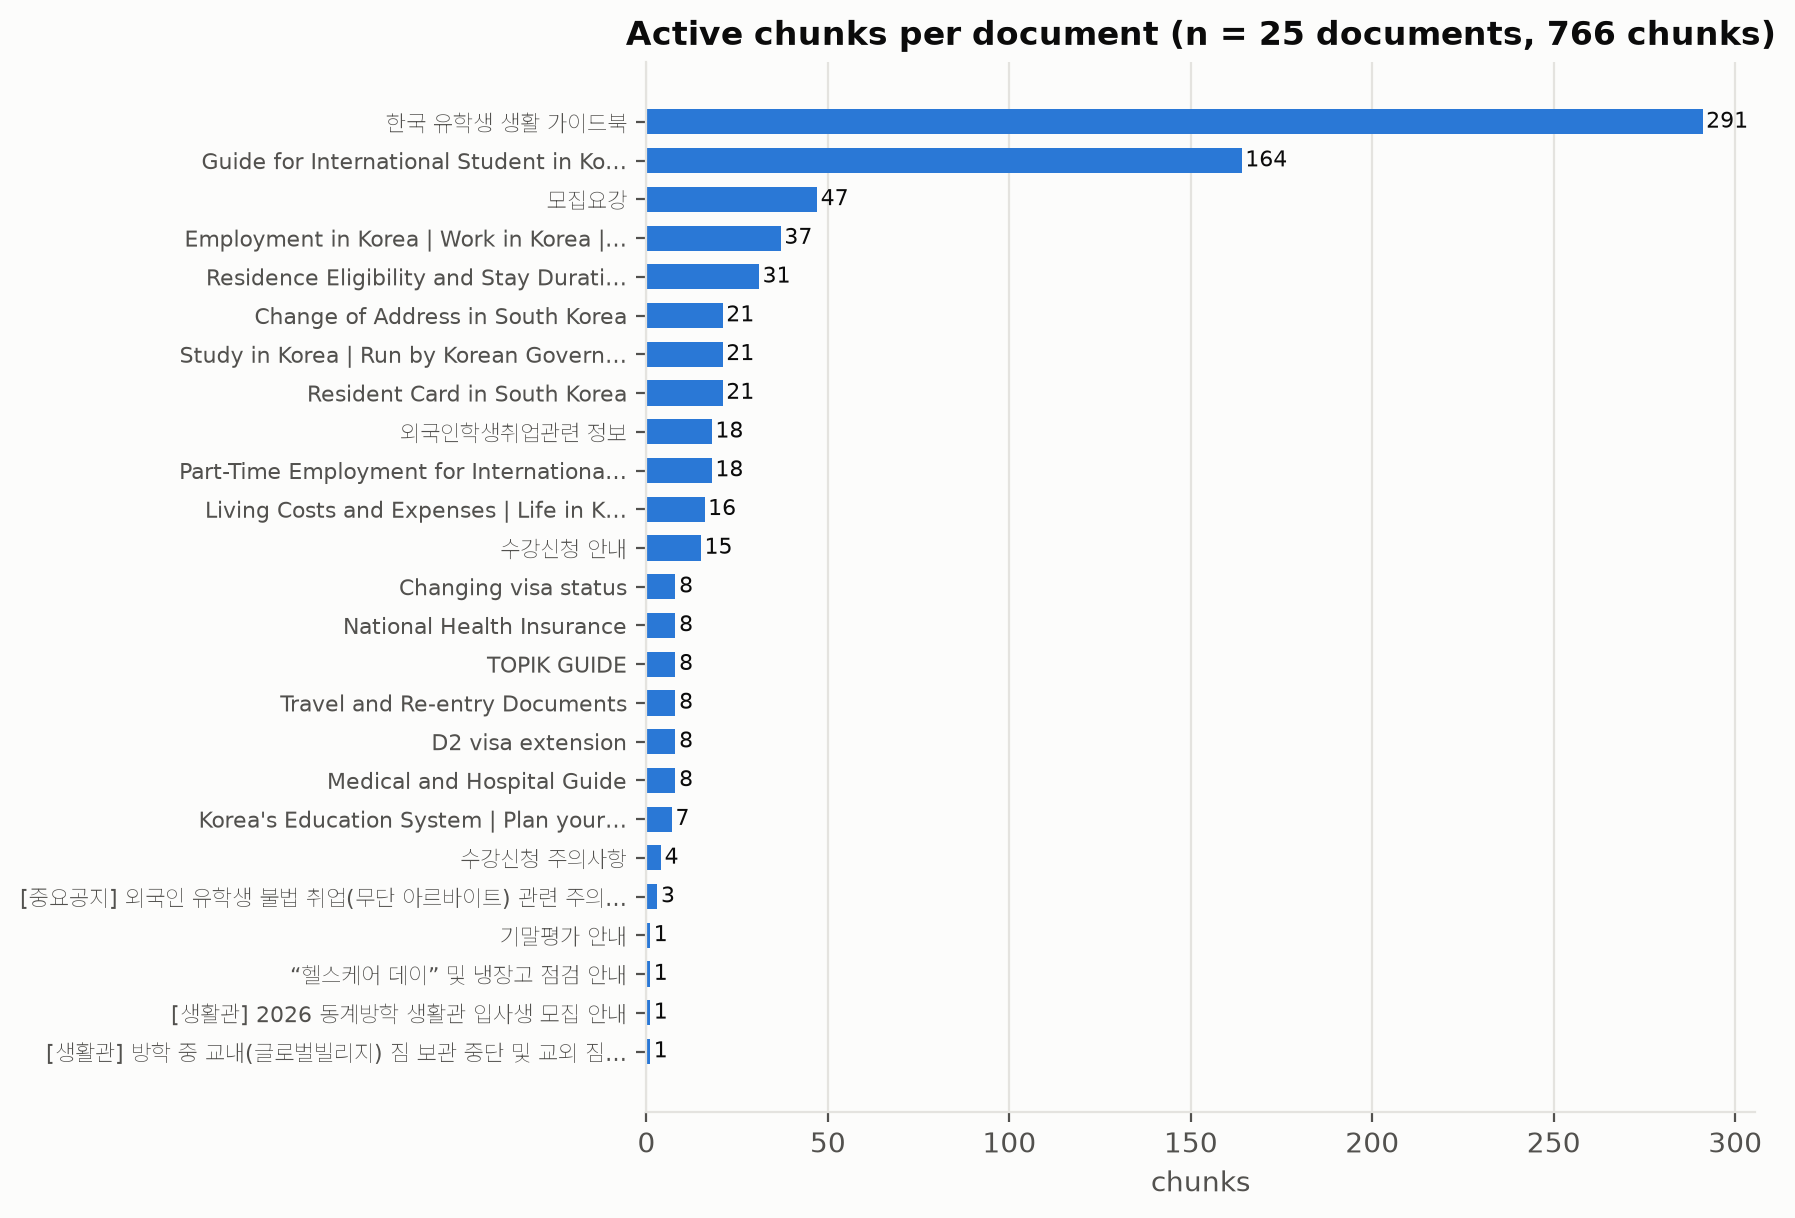 Active chunks per document (n = 25 documents, 766 chunks)
한국 유학생 생활 가이드북 291
Guide for International Student in Ko… 164
모집요강 47
Employment in Korea | Work in Korea |… 37
Residence Eligibility and Stay Durati… 31
Change of Address in South Korea 21
Study in Korea | Run by Korean Govern… 21
Resident Card in South Korea 21
외국인학생취업관련 정보 18
Part-Time Employment for Internationa… 18
Living Costs and Expenses | Life in K… 16
수강신청 안내 15
Changing visa status 8
National Health Insurance 8
TOPIK GUIDE 8
Travel and Re-entry Documents 8
D2 visa extension 8
Medical and Hospital Guide 8
Korea's Education System | Plan your… 7
수강신청 주의사항 4
[중요공지] 외국인 유학생 불법 취업(무단 아르바이트) 관련 주의… 3
기말평가 안내 1
“헬스케어 데이” 및 냉장고 점검 안내 1
[생활관] 2026 동계방학 생활관 입사생 모집 안내 1
[생활관] 방학 중 교내(글로벌빌리지) 짐 보관 중단 및 교외 짐… 1
0 50 100 150 200 250 300
chunks